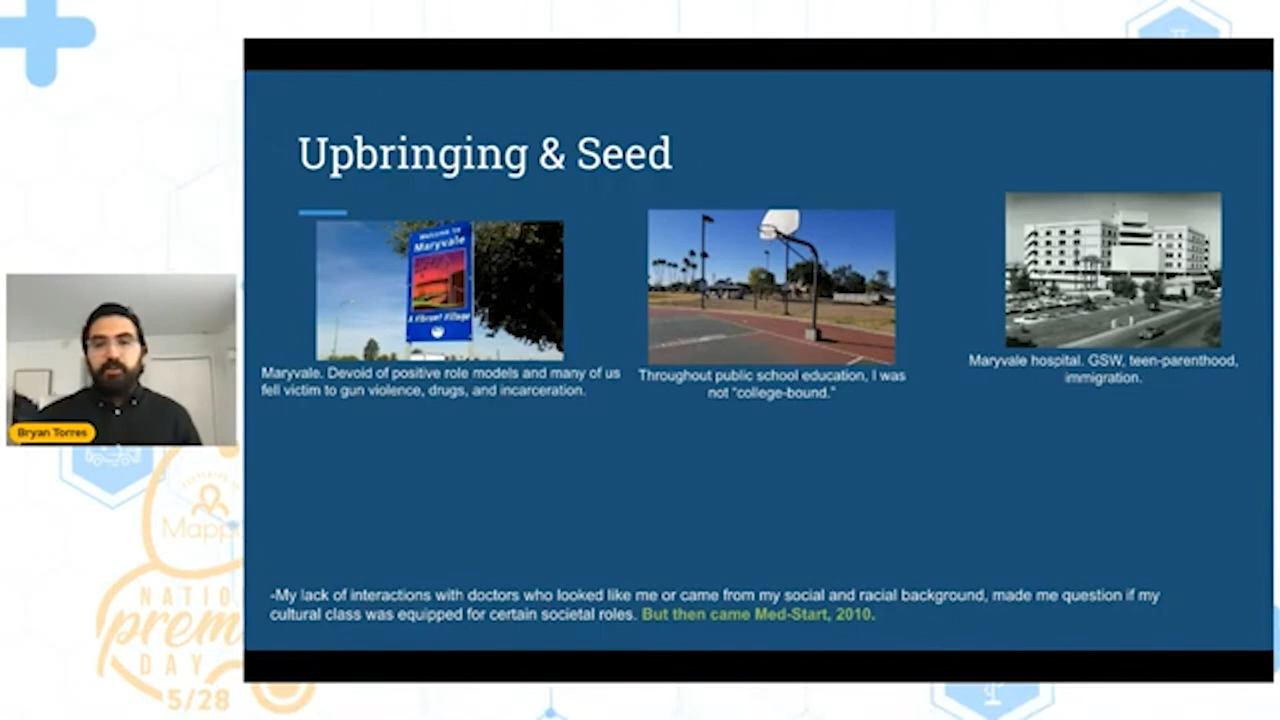 Upbringing & Seed
Welcome to
Maryvale
A Vibrant Village
Maryvale. Devoid of positive role models and many of us
fell victim to gun violence, drugs, and incarceration.
Throughout public school education, I was
not “college-bound.”
Maryvale hospital. GSW, teen-parenthood,
immigration.
-My lack of interactions with doctors who looked like me or came from my social and racial background, made me question if my
cultural class was equipped for certain societal roles. But then came Med-Start, 2010.
Bryan Torres
Mapp
NATIO
prem
DAY
5/28